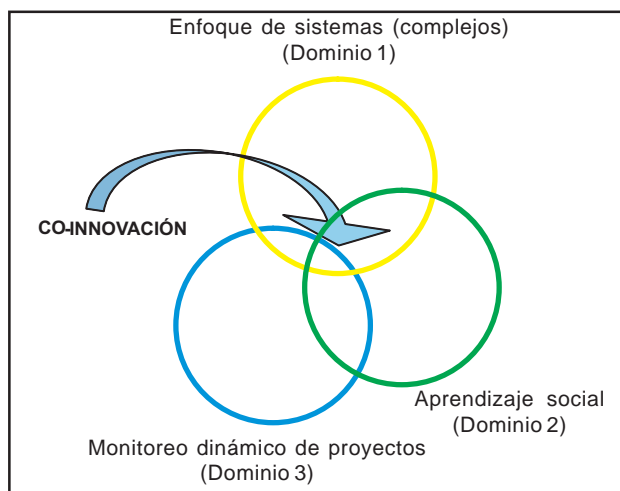 Enfoque de sistemas (complejos)
(Dominio 1)
CO-INNOVACIÓN
Aprendizaje social
(Dominio 2)
Monitoreo dinámico de proyectos
(Dominio 3)